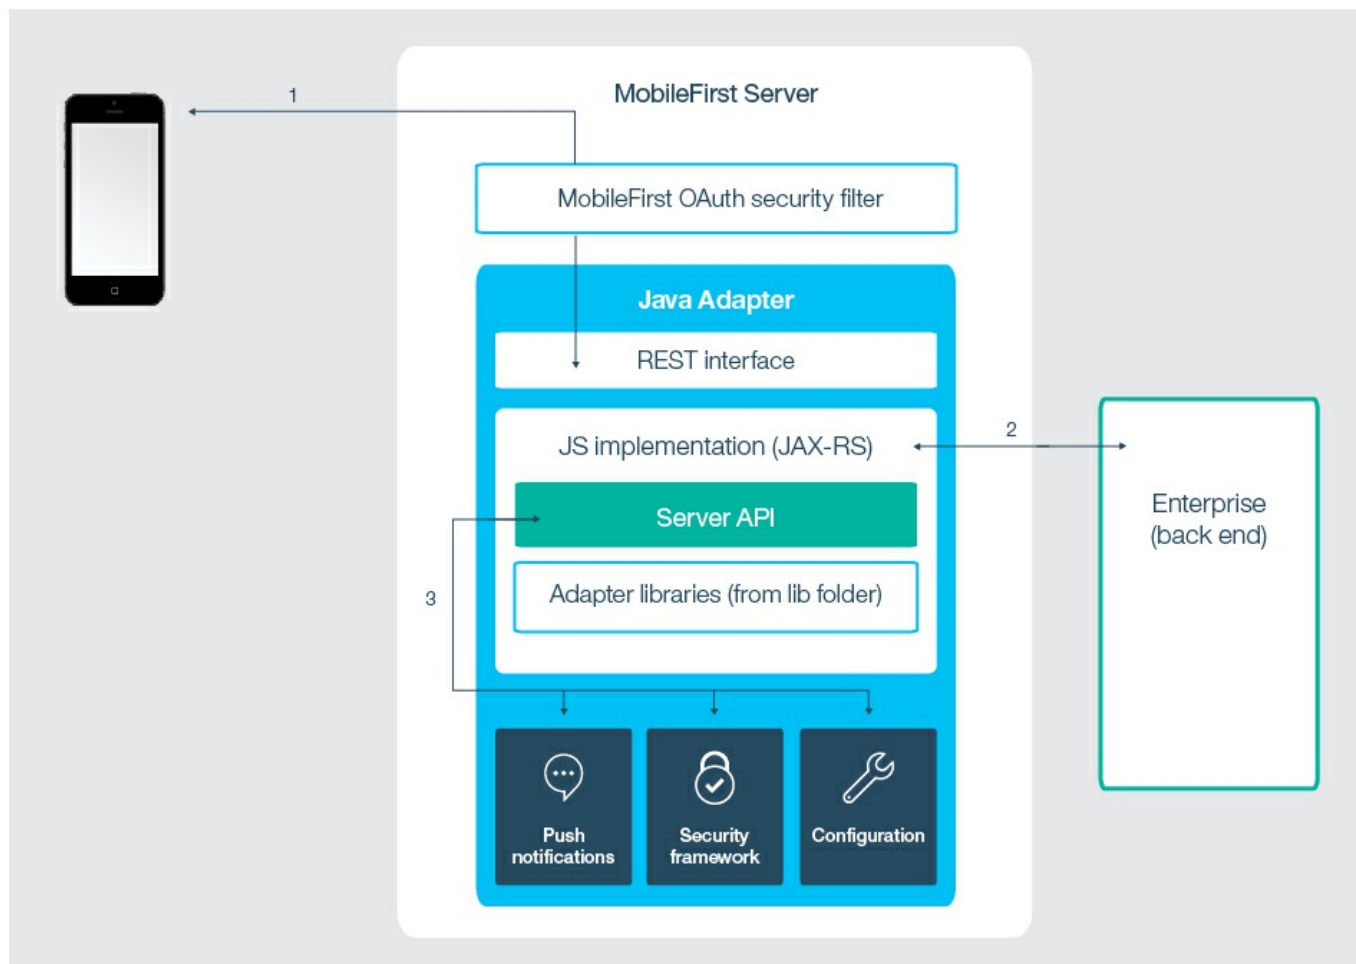 1
MobileFirst Server
MobileFirst OAuth security filter
Java Adapter
REST interface
JS implementation (JAX-RS)
2
Server API
Enterprise
(back end)
3
Adapter libraries (from lib folder)
Push
notifications
Security
framework
Configuration